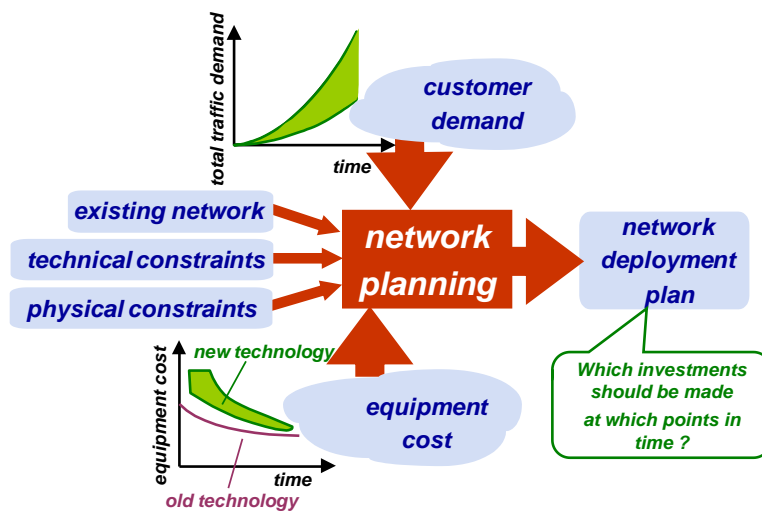 total traffic demand
time
customer
demand
existing network
technical constraints
physical constraints
network
planning
network
deployment
plan
equipment cost
new technology
time
old technology
equipment
cost
Which investments
should be made
at which points in
time ?